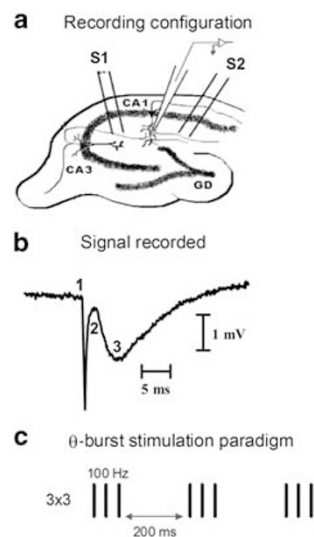 a Recording configuration
S1 S2
CA1
CA3
GD
b Signal recorded
1
2
3
1 mV
5 ms
c θ-burst stimulation paradigm
100 Hz
3x3
200 ms